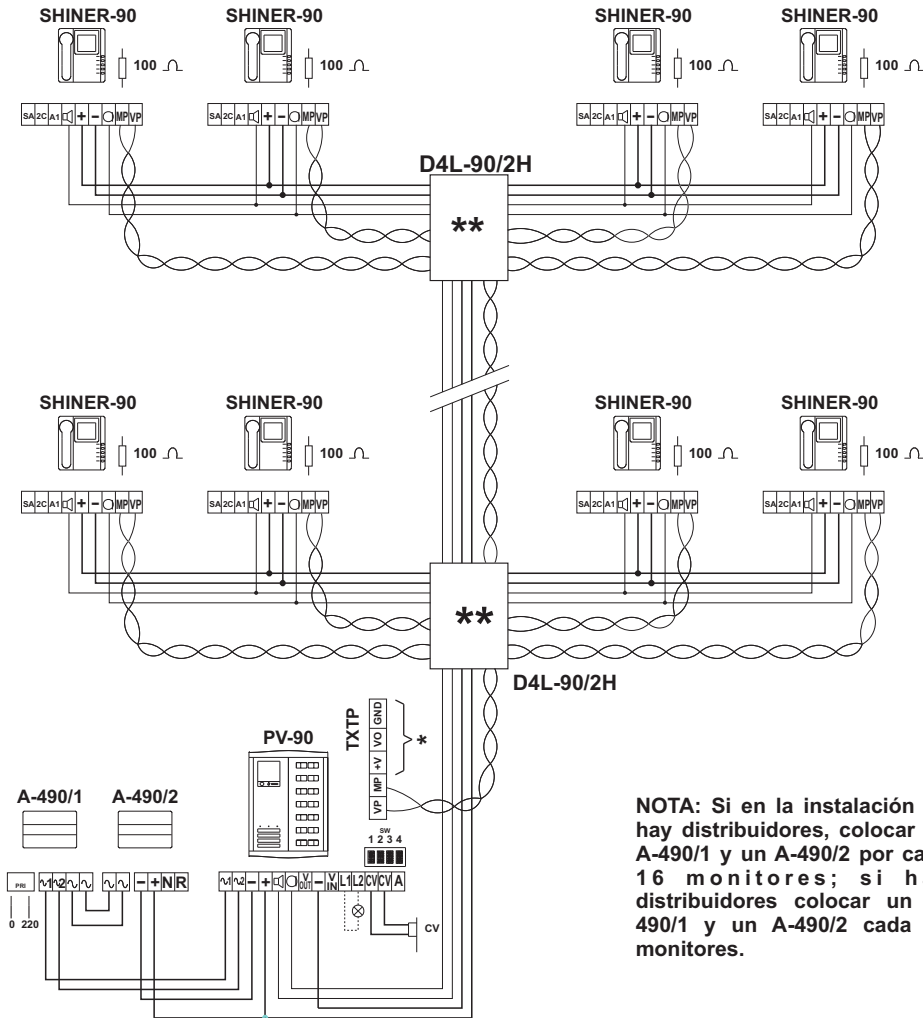 SHINER-90 SHINER-90 SHINER-90 SHINER-90
100 Ω 100 Ω 100 Ω 100 Ω
SA 2C A1 + − MP VP SA 2C A1 + − MP VP SA 2C A1 + − MP VP SA 2C A1 + − MP VP
D4L-90/2H
**
SHINER-90 SHINER-90 SHINER-90 SHINER-90
100 Ω 100 Ω 100 Ω 100 Ω
SA 2C A1 + − MP VP SA 2C A1 + − MP VP SA 2C A1 + − MP VP SA 2C A1 + − MP VP
**
D4L-90/2H
TXTP
VP MP +V VO GND
*
PV-90
A-490/1 A-490/2
SW
1 2 3 4
PRI ∿1 ∿2 ∿ ∿ ∿ ∿ − + N R ∿1 ∿2 − + V OUT − V IN L1 L2 CV CV A
0 220
CV
NOTA: Si en la instalación
hay distribuidores, colocar
A-490/1 y un A-490/2 por ca
16 monitores; si h
distribuidores colocar un
490/1 y un A-490/2 cada
monitores.